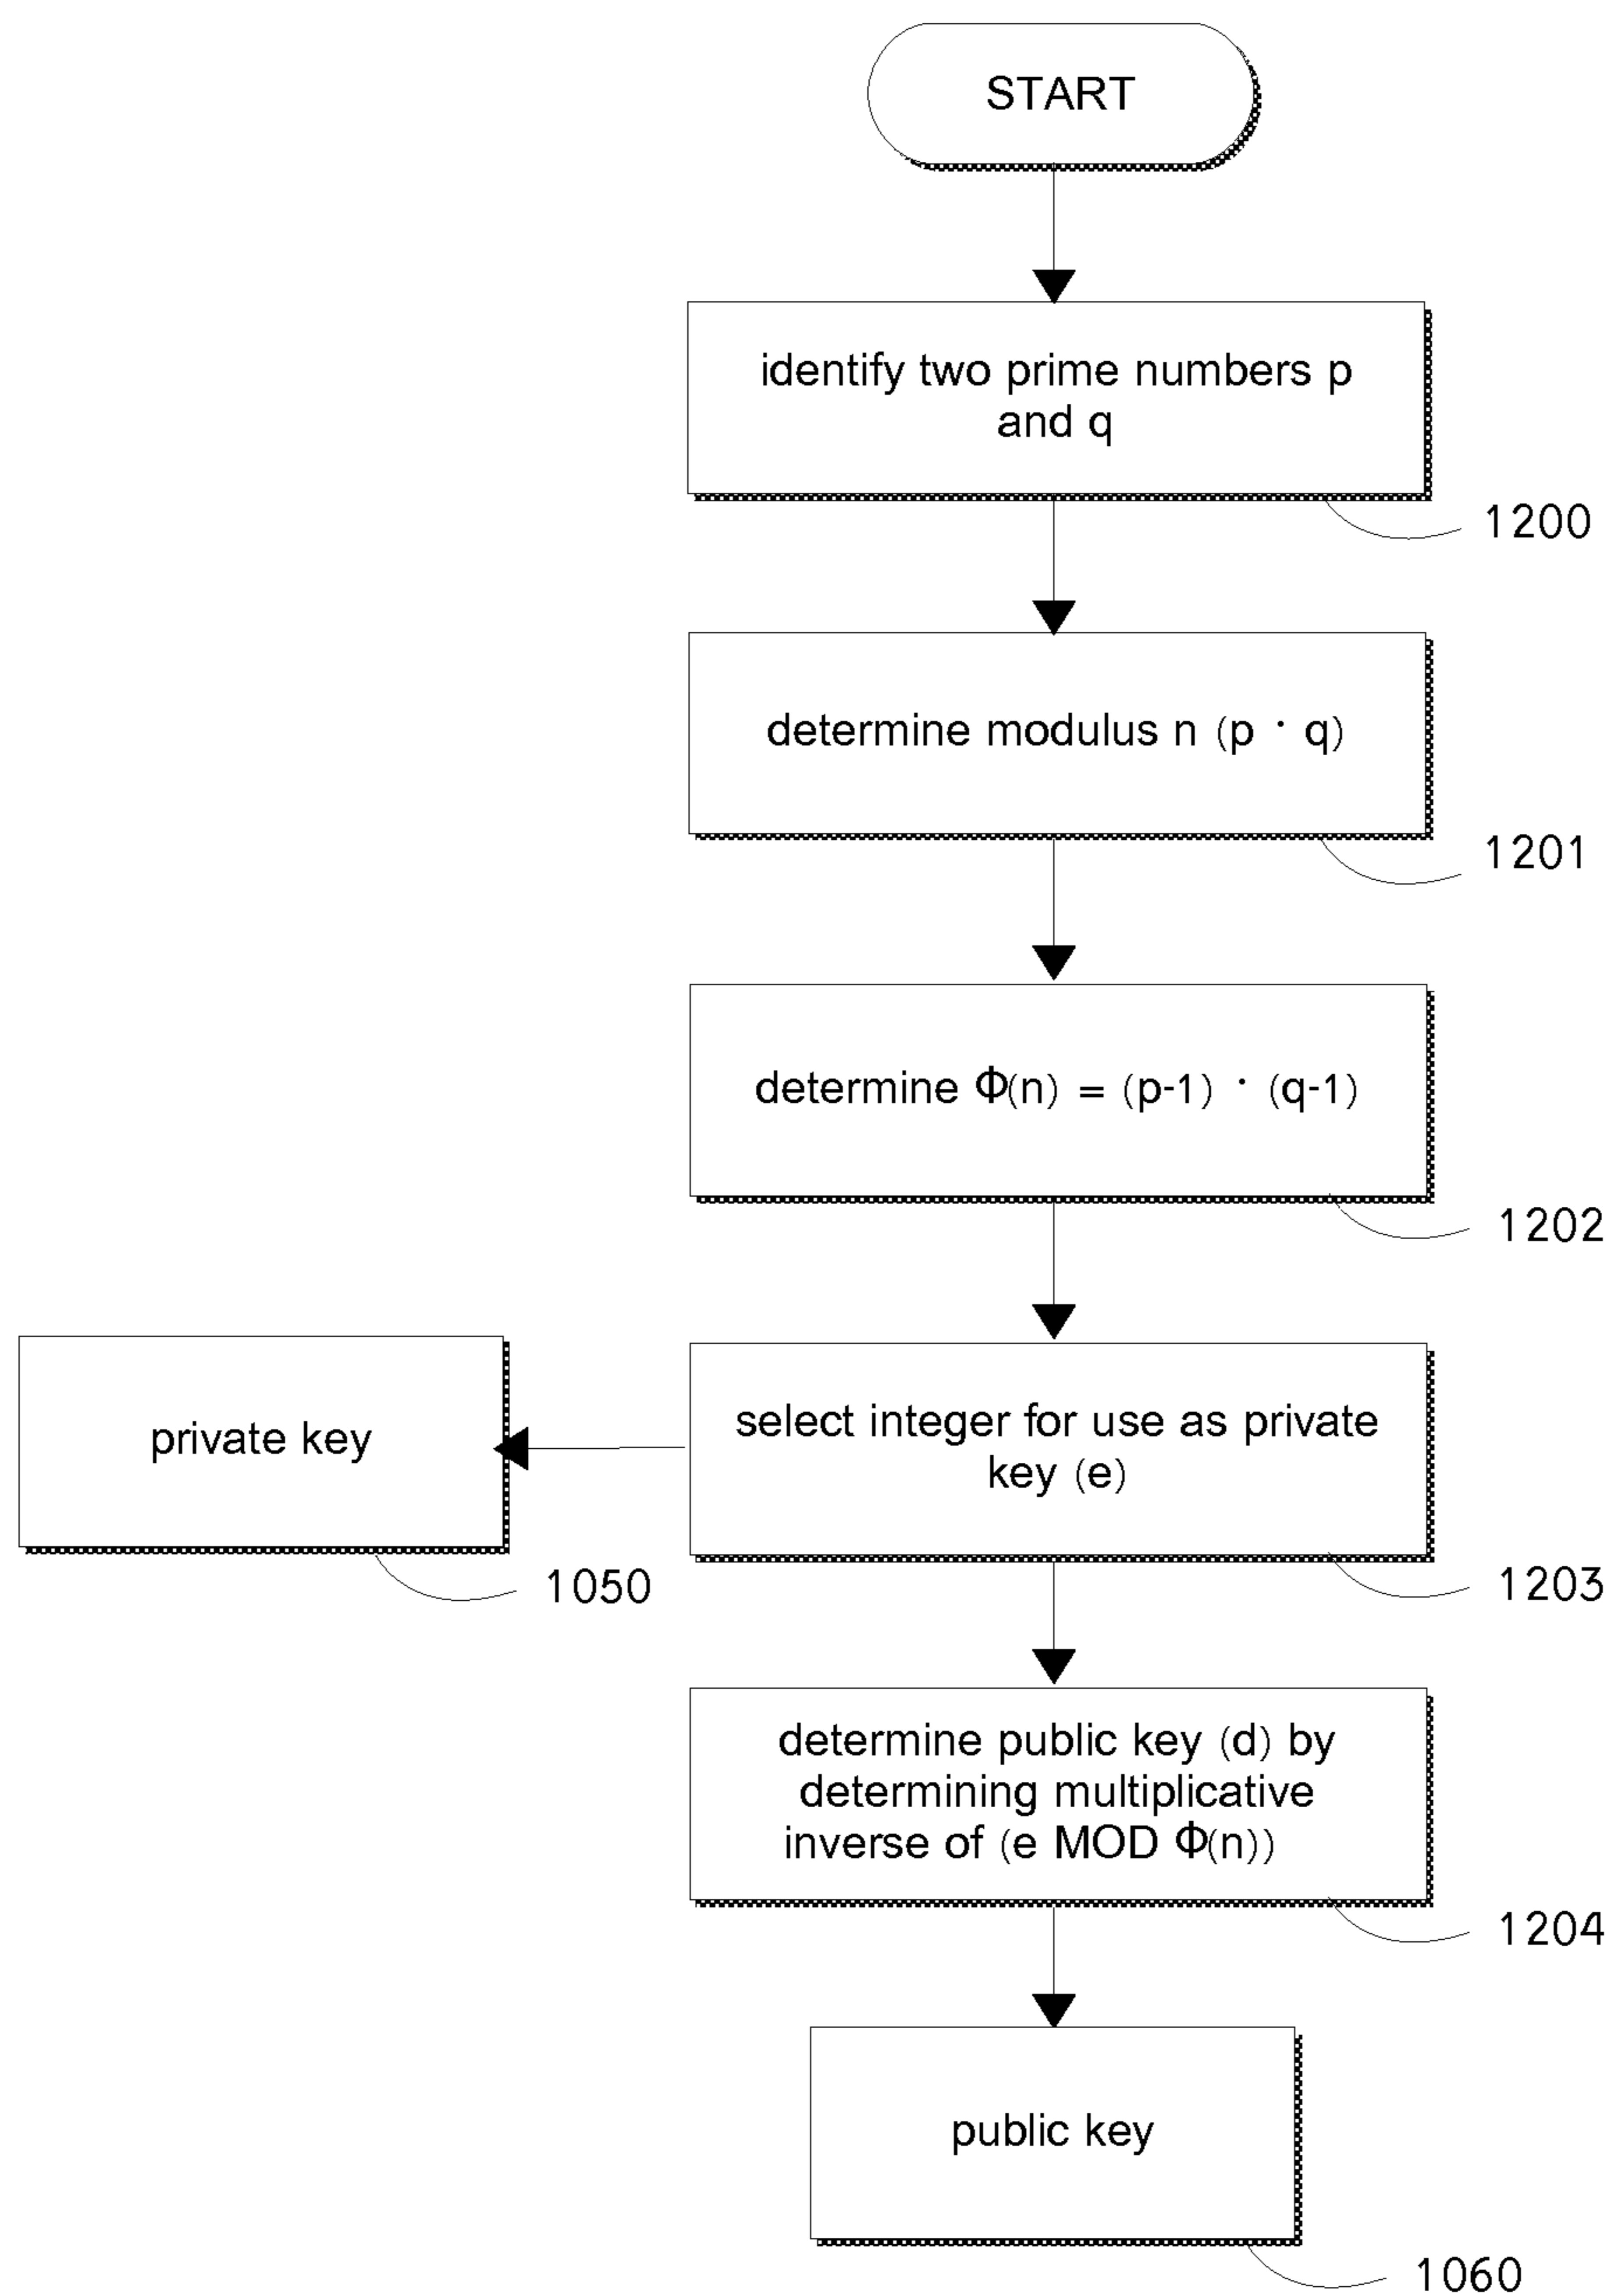 START
identify two prime numbers p
and q
1200
determine modulus n (p · q)
1201
determine Φ(n) = (p-1) · (q-1)
1202
private key
1050
select integer for use as private
key (e)
1203
determine public key (d) by
determining multiplicative
inverse of (e MOD Φ(n))
1204
public key
1060